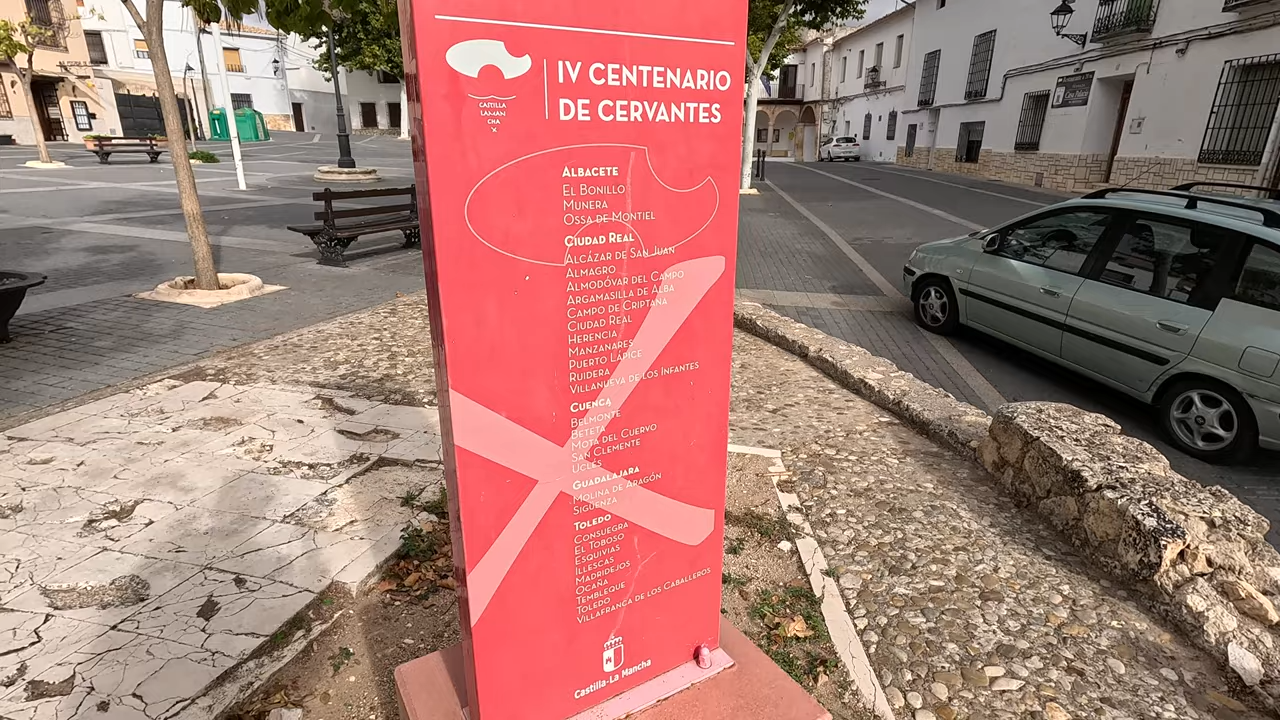 IV CENTENARIO
DE CERVANTES
CASTILLA
LAMAN
CHA
X
ALBACETE
EL BONILLO
MUNERA
OSSA DE MONTIEL
CIUDAD REAL
ALCÁZAR DE SAN JUAN
ALMAGRO
ALMODÓVAR DEL CAMPO
ARGAMASILLA DE ALBA
CAMPO DE CRIPTANA
CIUDAD REAL
HERENCIA
MANZANARES
PUERTO LÁPICE
RUIDERA
VILLANUEVA DE LOS INFANTES
CUENCA
BELMONTE
BETETA
MOTA DEL CUERVO
SAN CLEMENTE
UCLÉS
GUADALAJARA
MOLINA DE ARAGÓN
SIGÜENZA
TOLEDO
CONSUEGRA
EL TOBOSO
ESQUIVIAS
ILLESCAS
MADRIDEJOS
OCAÑA
TEMBLEQUE
TOLEDO
VILLAFRANCA DE LOS CABALLEROS
Castilla-La Mancha